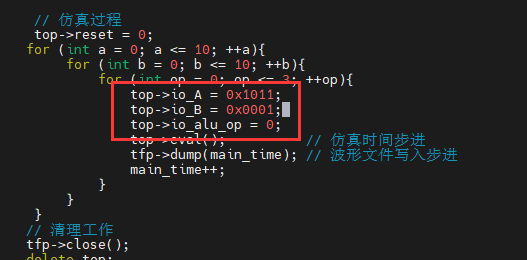 // 仿真过程
top->reset = 0;
for (int a = 0; a <= 10; ++a){
for (int b = 0; b <= 10; ++b){
for (int op = 0; op <= 3; ++op){
top->io_A = 0x1011;
top->io_B = 0x0001;
top->io_alu_op = 0;
top->eval(); // 仿真时间步进
tfp->dump(main_time); // 波形文件写入步进
main_time++;
}
}
}
// 清理工作
tfp->close();
delete top;